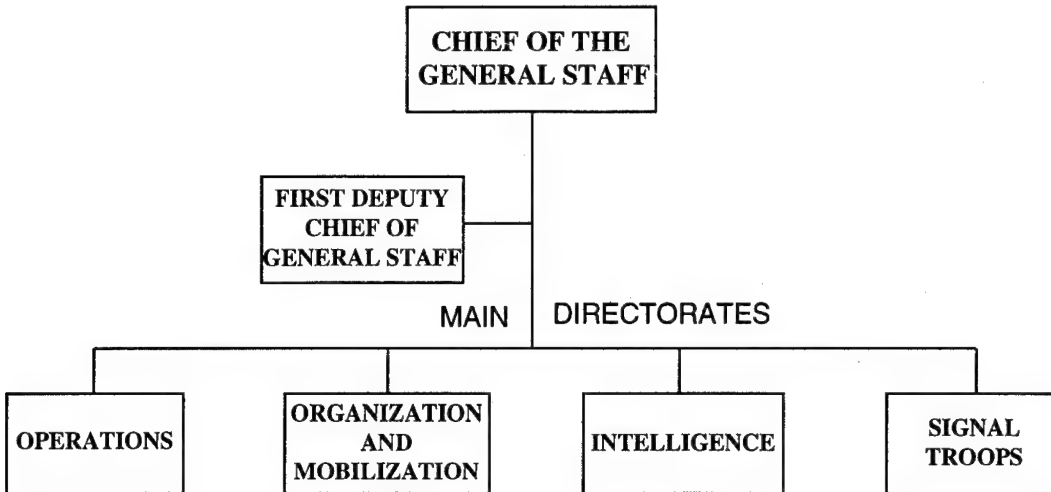 CHIEF OF THE
GENERAL STAFF
FIRST DEPUTY
CHIEF OF
GENERAL STAFF
MAIN DIRECTORATES
OPERATIONS
ORGANIZATION
AND
MOBILIZATION
INTELLIGENCE
SIGNAL
TROOPS